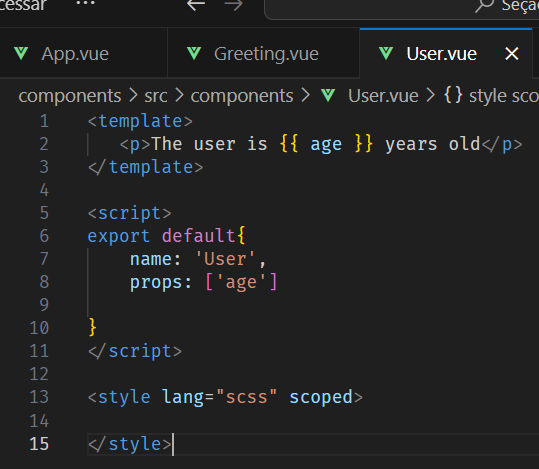 cessar ··· Seçã
App.vue Greeting.vue User.vue
components > src > components > User.vue > {} style sco
1 <template>
2 <p>The user is {{ age }} years old</p>
3 </template>
4
5 <script>
6 export default{
7 name: 'User',
8 props: ['age']
9
10 }
11 </script>
12
13 <style lang="scss" scoped>
14
15 </style>